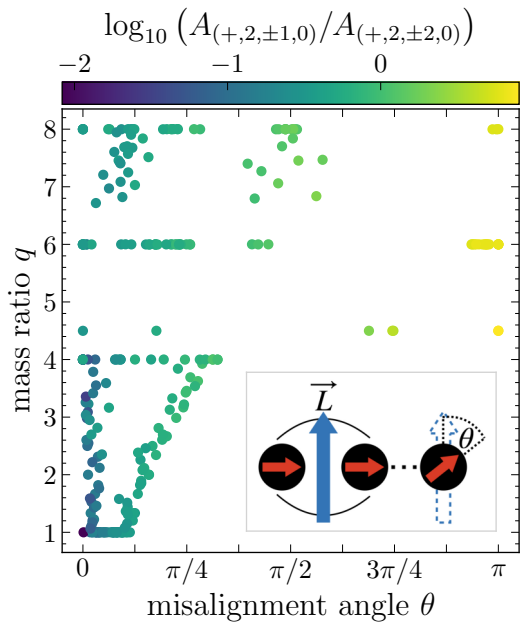 log₁₀ (A₍₊,₂,±₁,₀₎/A₍₊,₂,±₂,₀₎)
−2 −1 0
8
7
6
5
4
3
2
1
mass ratio q
L⃗
θ
0 π/4 π/2 3π/4 π
misalignment angle θ